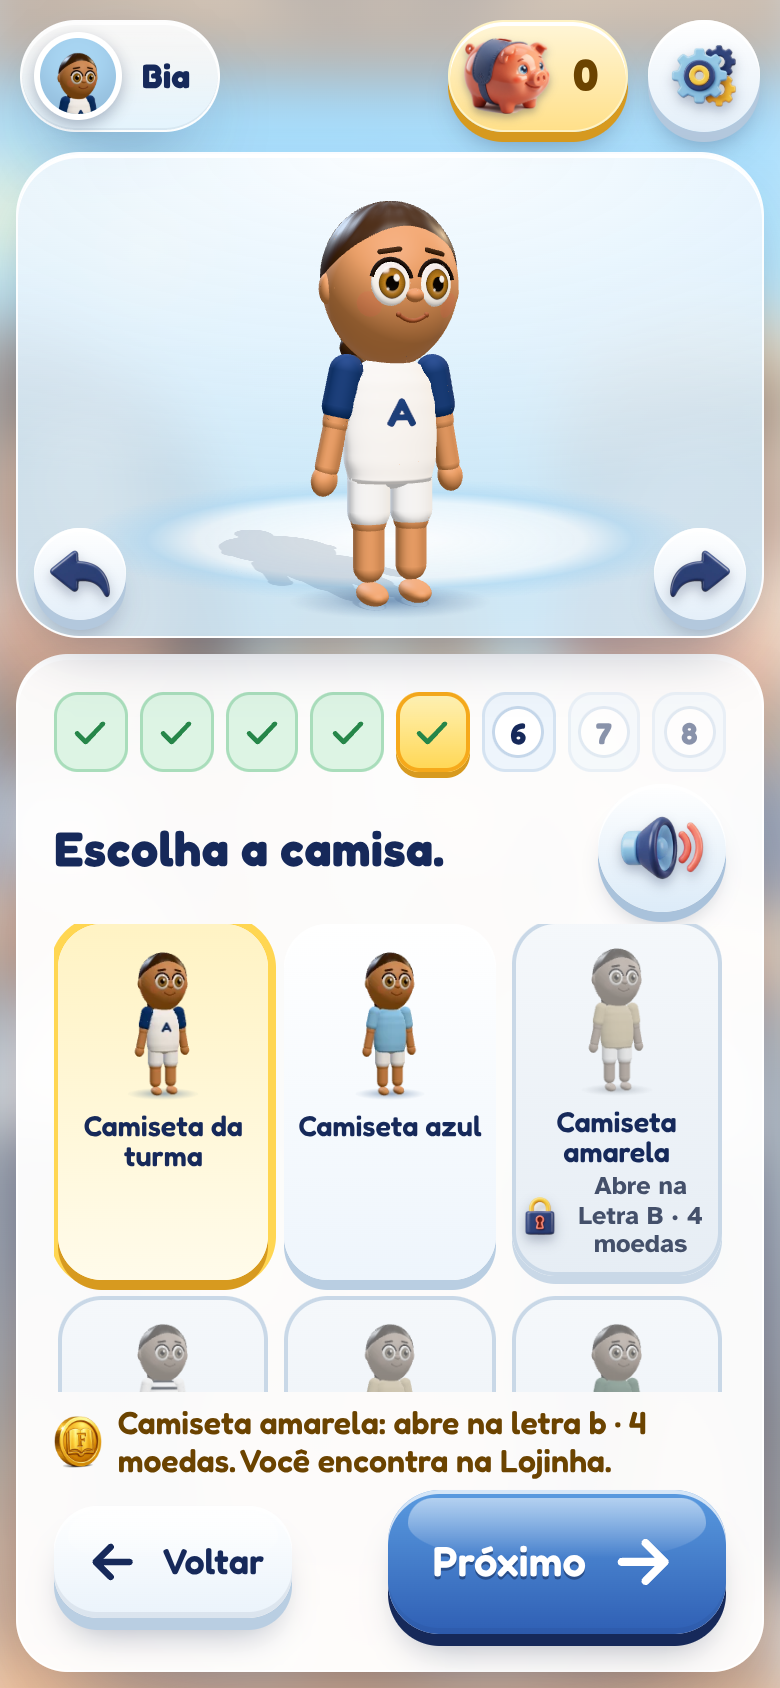 Bia
0
A
6
7
8
Escolha a camisa.
A
Camiseta da
turma
Camiseta azul
Camiseta
amarela
Abre na
Letra B · 4
moedas
F
Camiseta amarela: abre na letra b · 4
moedas. Você encontra na Lojinha.
Voltar
Próximo